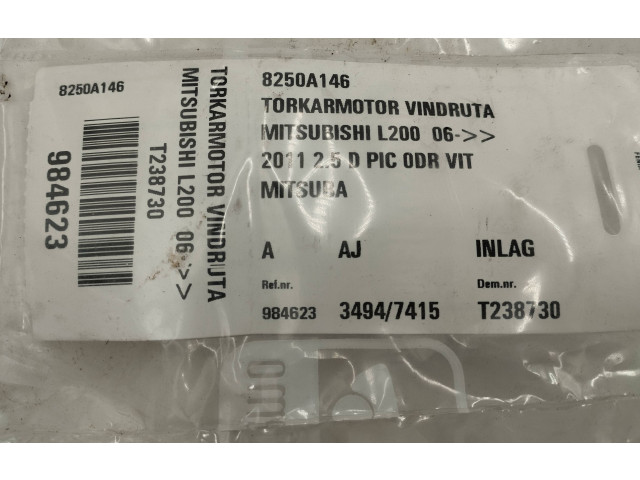 8250A146
984623
T238730
MITSUBISHI L200 06->>
TORKARMOTOR VINDRUTA
8250A146
TORKARMOTOR VINDRUTA
MITSUBISHI L200 06->>
2011 2.5 D PIC ODR VIT
MITSUBA
A AJ INLAG
Ref.nr. Dem.nr.
984623 3494/7415 T238730